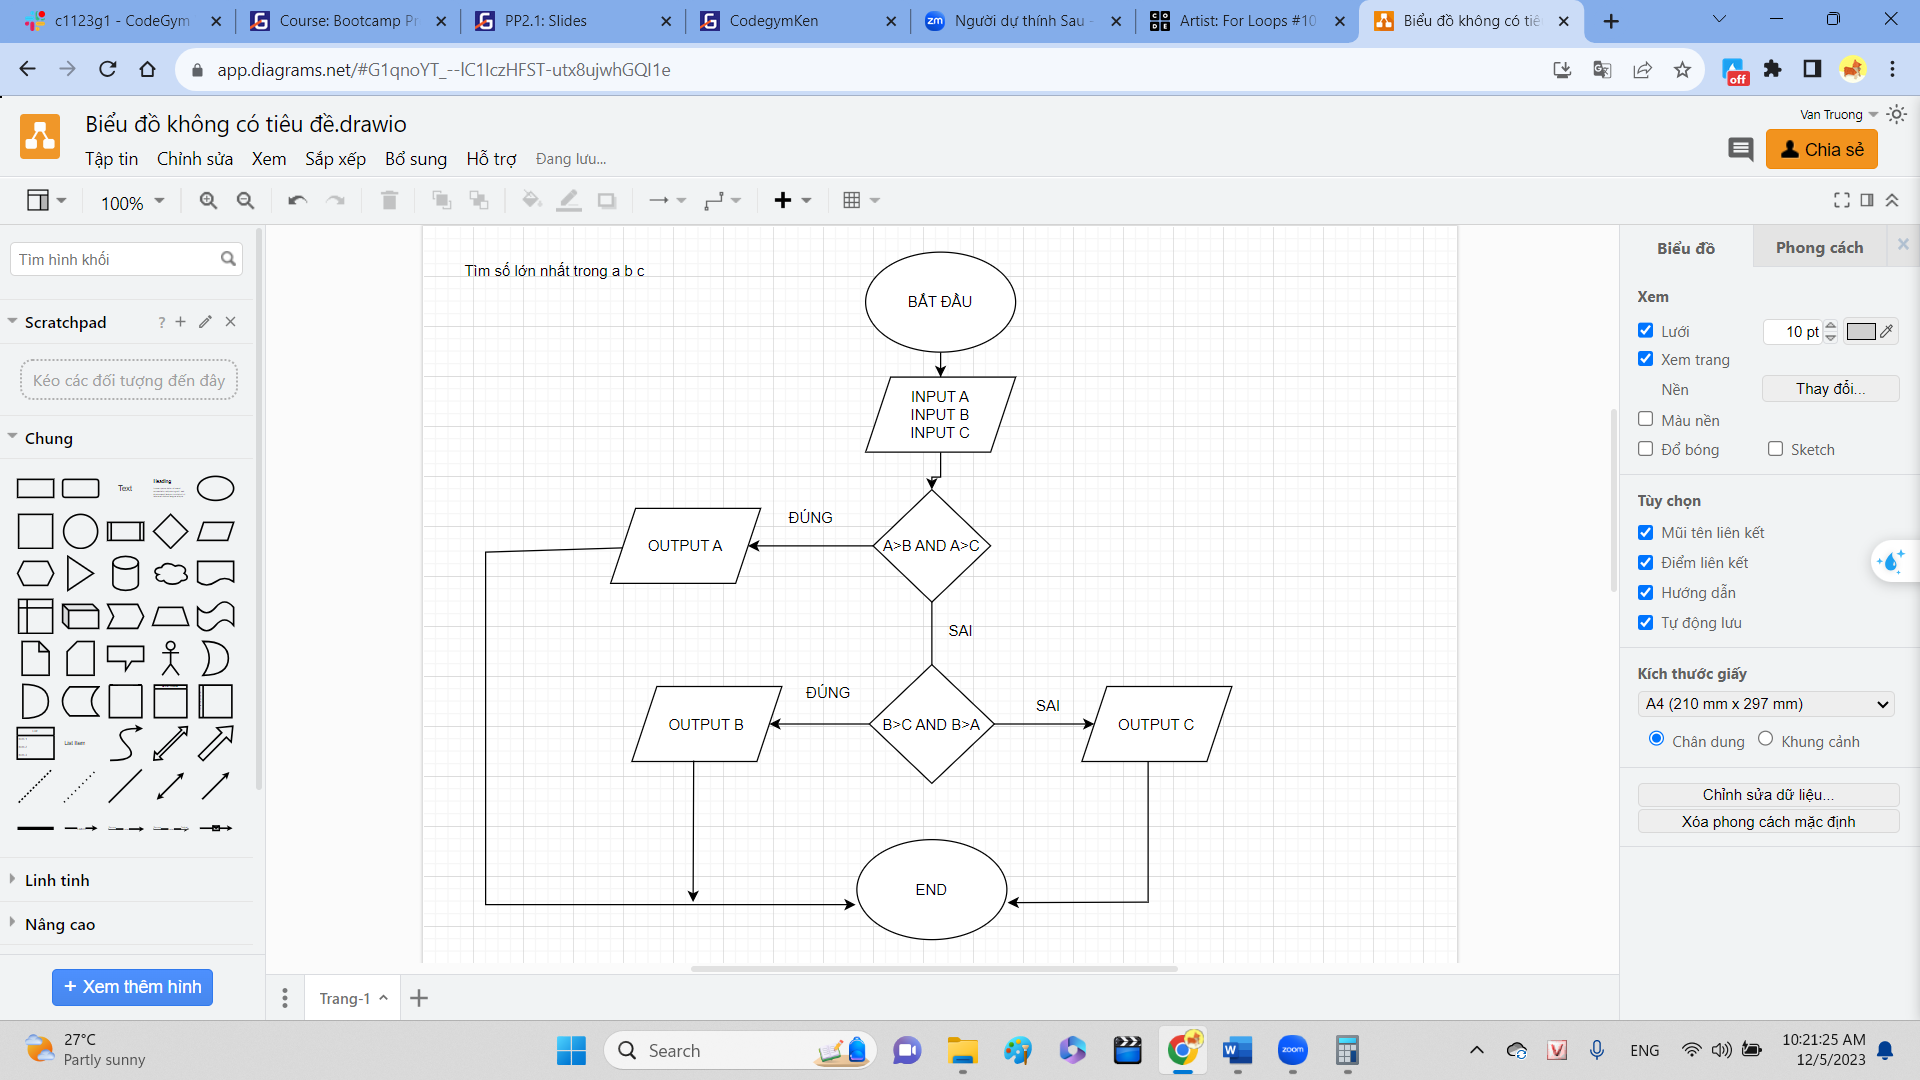 c1123g1 - CodeGym
Course: Bootcamp Pr
PP2.1: Slides
CodegymKen
zm
Người dự thính Sau -
CODE
Artist: For Loops #10
Biểu đồ không có tiê
app.diagrams.net/#G1qnoYT_--lC1IczHFST-utx8ujwhGQl1e
off
Biểu đồ không có tiêu đề.drawio
Van Truong
Tập tin
Chỉnh sửa
Xem
Sắp xếp
Bổ sung
Hỗ trợ
Đang lưu...
Chia sẻ
100%
Tìm hình khối
Scratchpad
?
Kéo các đối tượng đến đây
Chung
Text
Heading
List Item
Linh tinh
Nâng cao
+ Xem thêm hình
Tìm số lớn nhất trong a b c
BẮT ĐẦU
INPUT A
INPUT B
INPUT C
ĐÚNG
OUTPUT A
A>B AND A>C
SAI
ĐÚNG
OUTPUT B
B>C AND B>A
SAI
OUTPUT C
END
Trang-1
Biểu đồ
Phong cách
Xem
Lưới
10 pt
Xem trang
Nền
Thay đổi...
Màu nền
Đổ bóng
Sketch
Tùy chọn
Mũi tên liên kết
Điểm liên kết
Hướng dẫn
Tự động lưu
Kích thước giấy
A4 (210 mm x 297 mm)
Chân dung
Khung cảnh
Chỉnh sửa dữ liệu...
Xóa phong cách mặc định
27°C
Partly sunny
Search
W
zoom
V
ENG
10:21:25 AM
12/5/2023